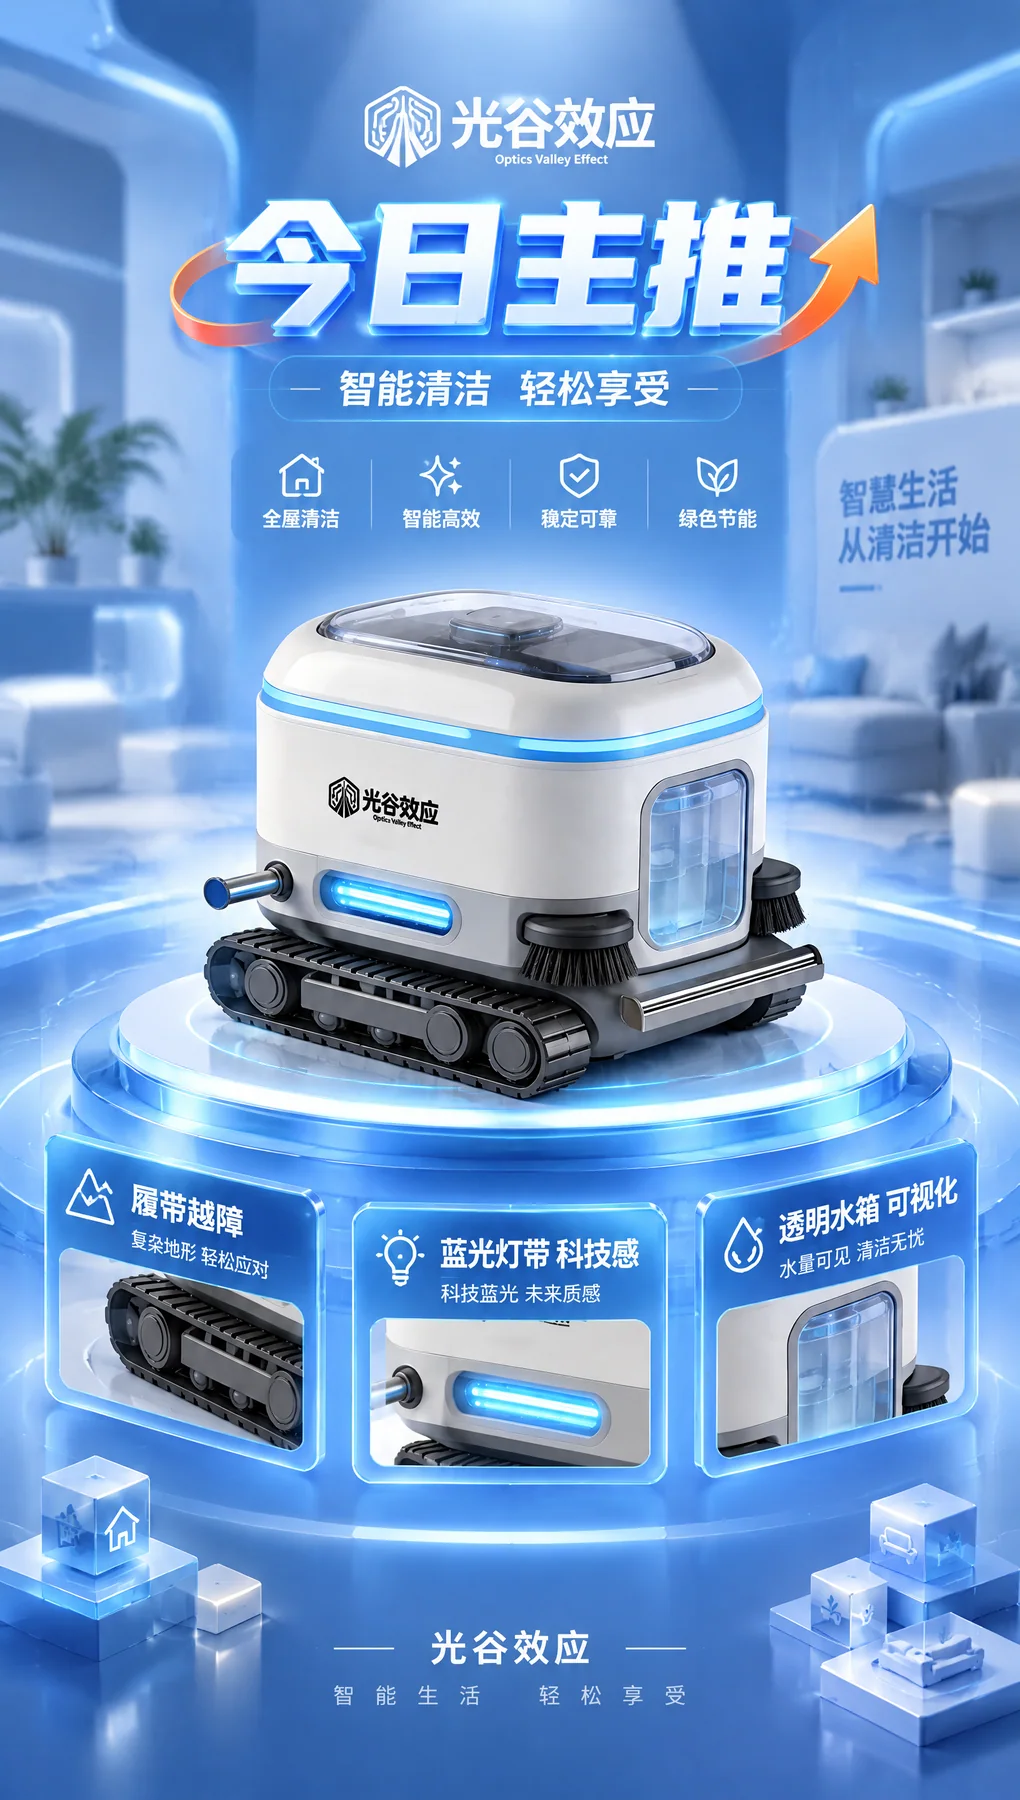 光谷效应
Optics Valley Effect
今日主推
智能清洁 轻松享受
全屋清洁
智能高效
稳定可靠
绿色节能
智慧生活
从清洁开始
光谷效应
Optics Valley Effect
履带越障
复杂地形 轻松应对
蓝光灯带 科技感
科技蓝光 未来质感
透明水箱 可视化
水量可见 清洁无忧
光谷效应
智能生活 轻松享受